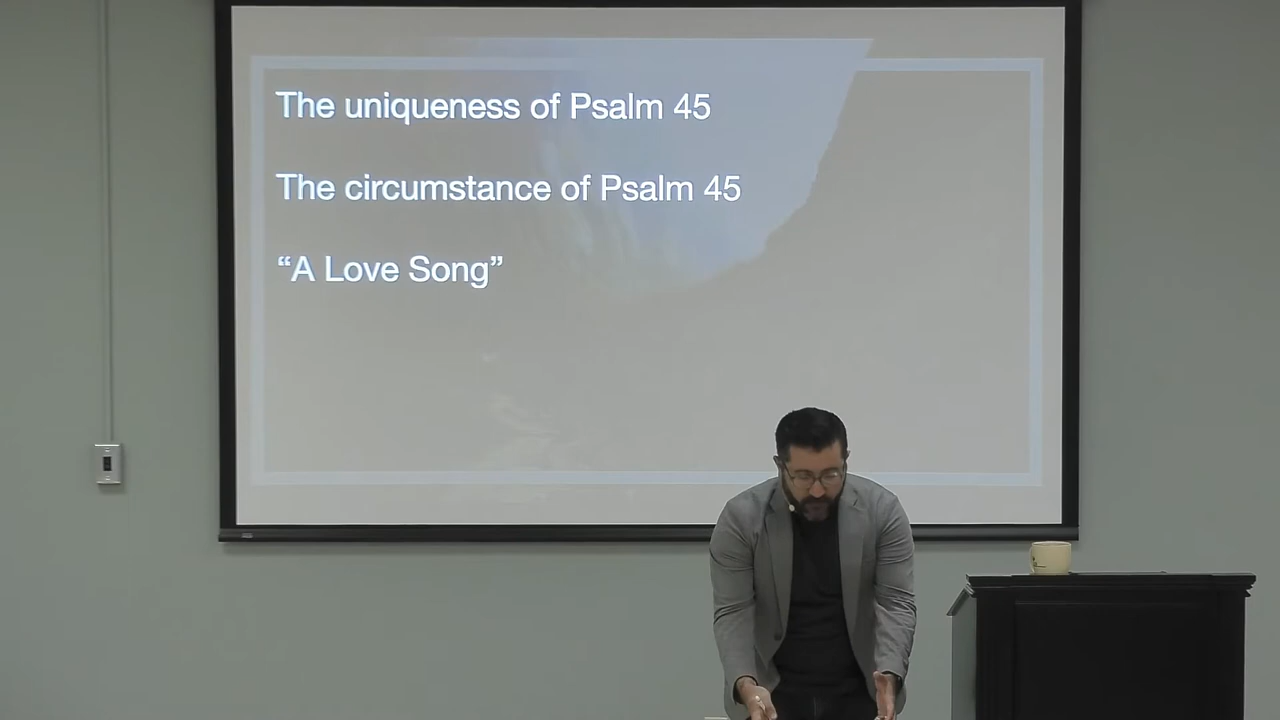 The uniqueness of Psalm 45
The circumstance of Psalm 45
“A Love Song”